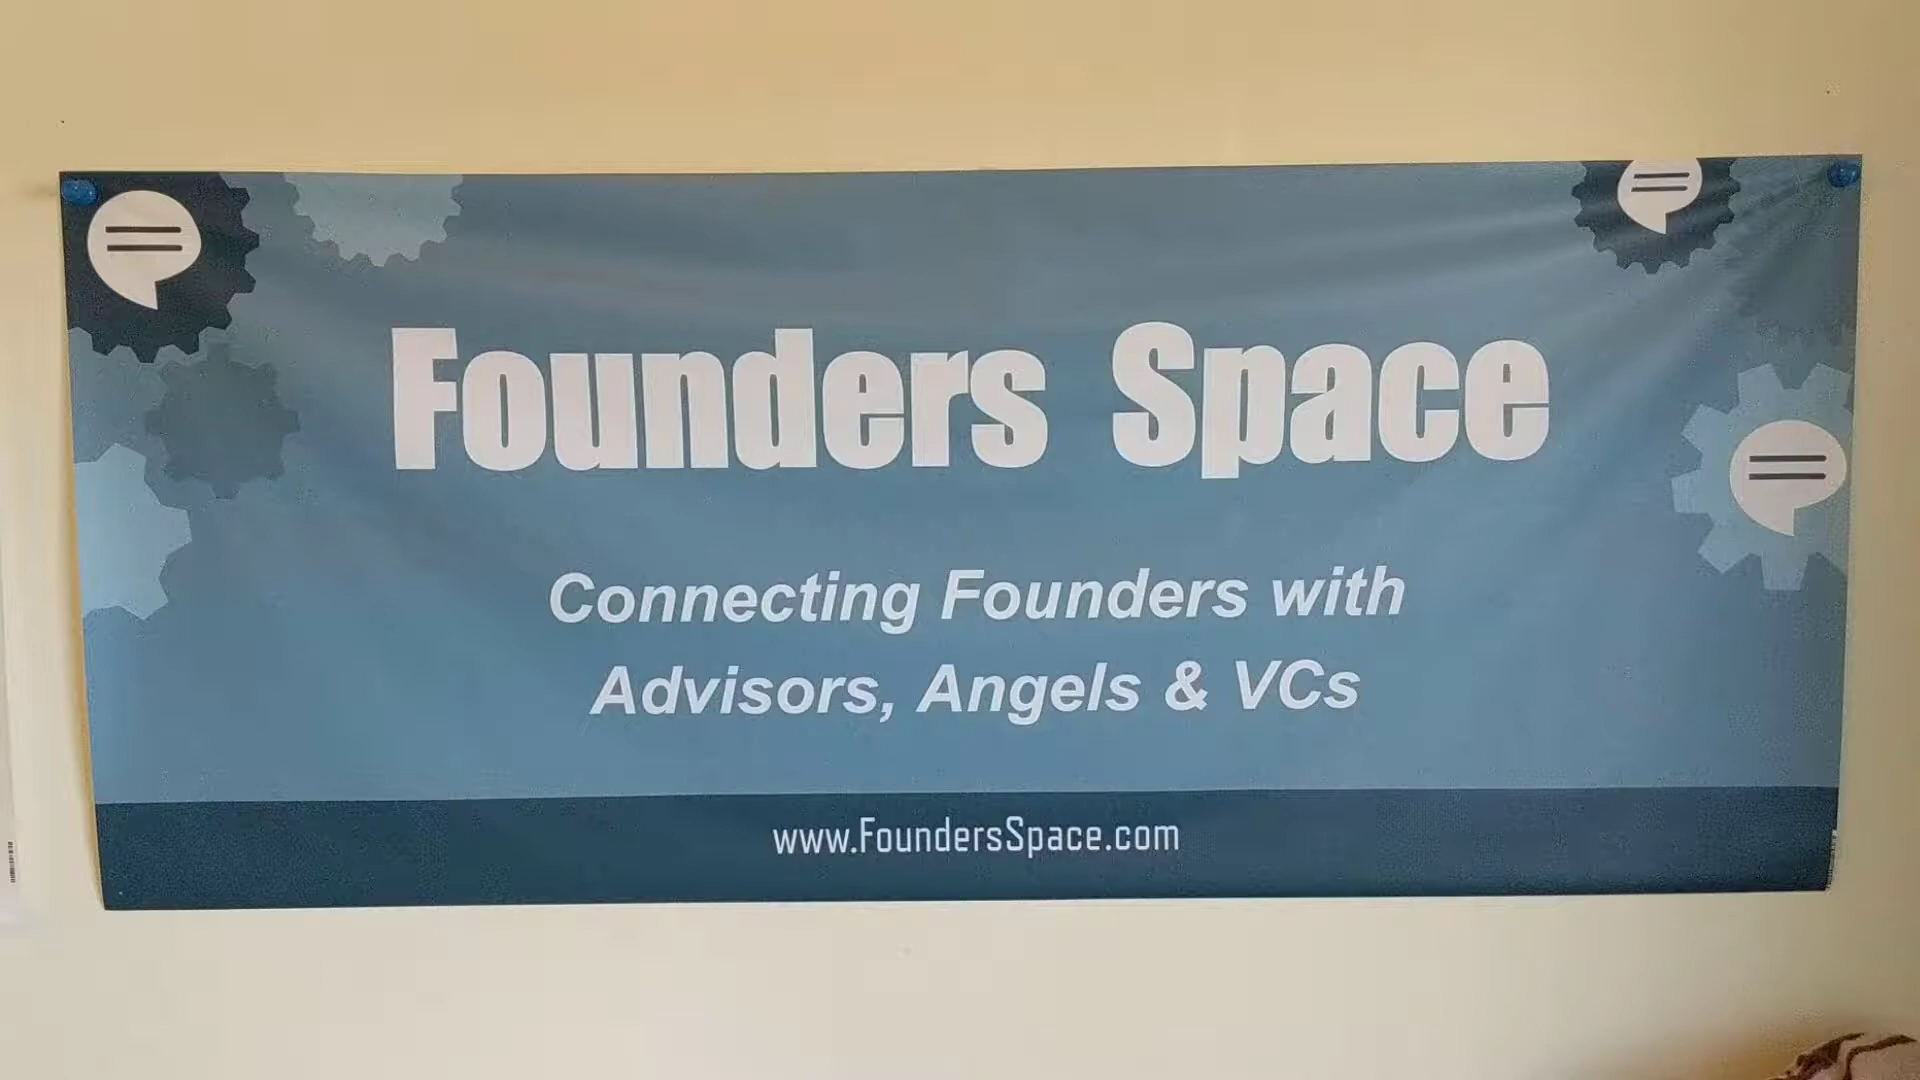 Founders Space
Connecting Founders with
Advisors, Angels & VCs
www.FoundersSpace.com